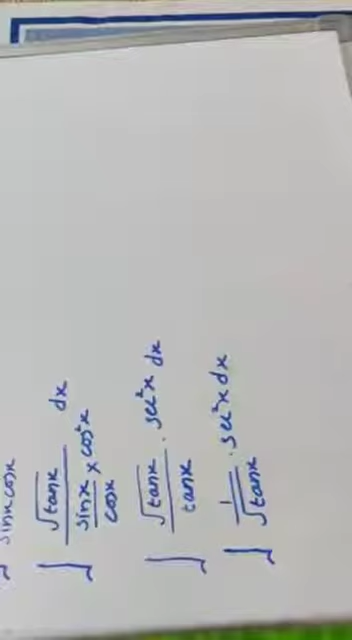 sinx cosx
∫ √tanx / (sinx/cosx × cos²x) dx
∫ √tanx / tanx . sec²x dx
∫ 1/√tanx . sec²x dx